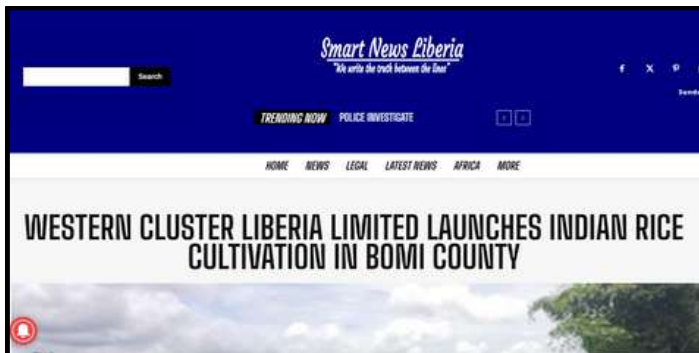 Smart News Liberia
"We write the truth between the lines"
Search
Sunda
TRENDING NOW POLICE INVESTIGATE
HOME NEWS LEGAL LATEST NEWS AFRICA MORE
WESTERN CLUSTER LIBERIA LIMITED LAUNCHES INDIAN RICE
CULTIVATION IN BOMI COUNTY